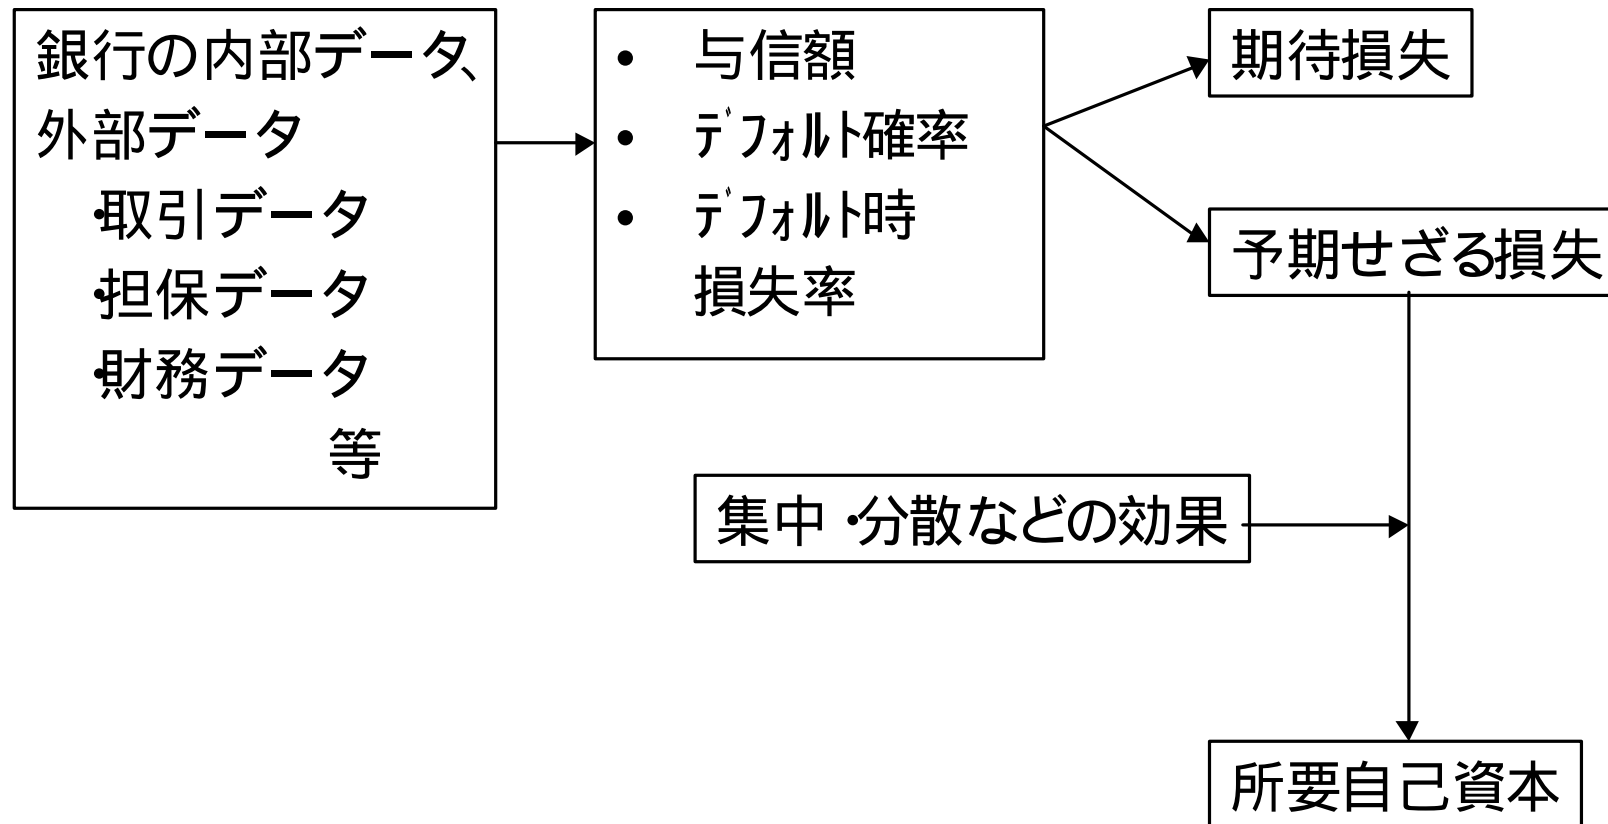 銀行の内部データ、
外部データ
・取引データ
・担保データ
・財務データ
等
• 与信額
• ﾃﾞﾌｫﾙﾄ確率
• ﾃﾞﾌｫﾙﾄ時
損失率
期待損失
予期せざる損失
集中・分散などの効果
所要自己資本